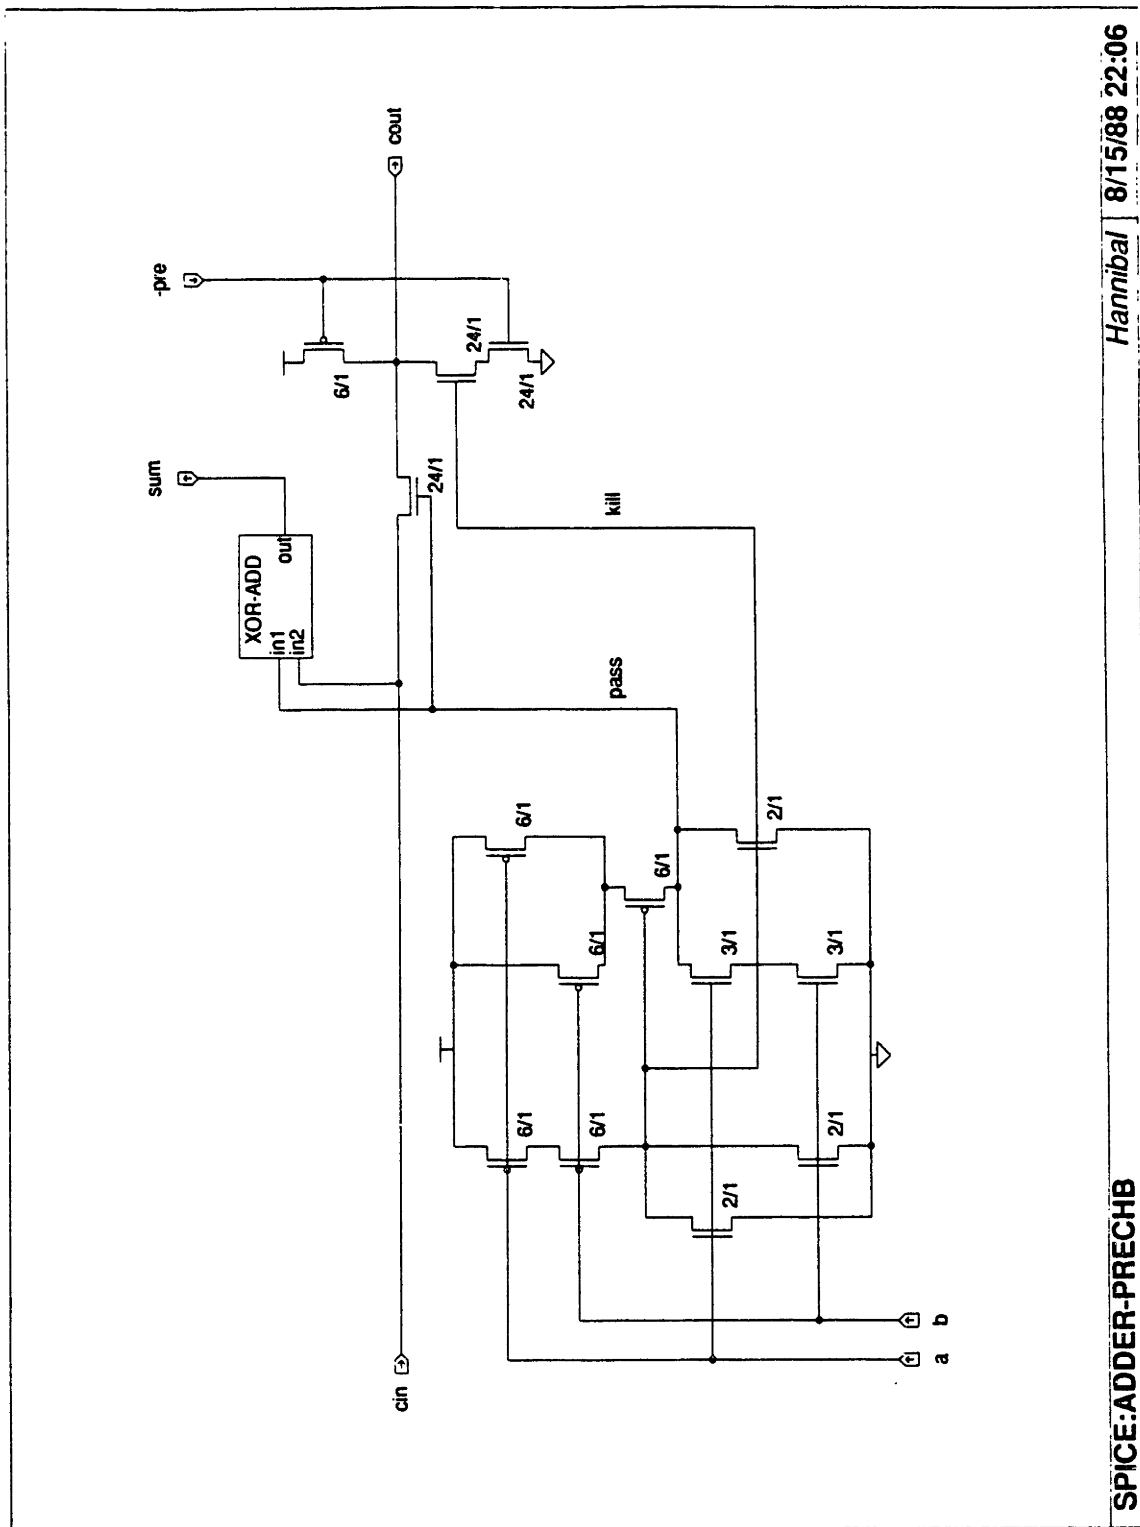 -pre
cout
sum
6/1
24/1
24/1
XOR-ADD
out
in1
in2
24/1
kill
pass
cin
6/1
6/1
6/1
6/1
6/1
2/1
3/1
3/1
2/1
2/1
b
a
SPICE:ADDER-PRECHB
Hannibal
8/15/88 22:06